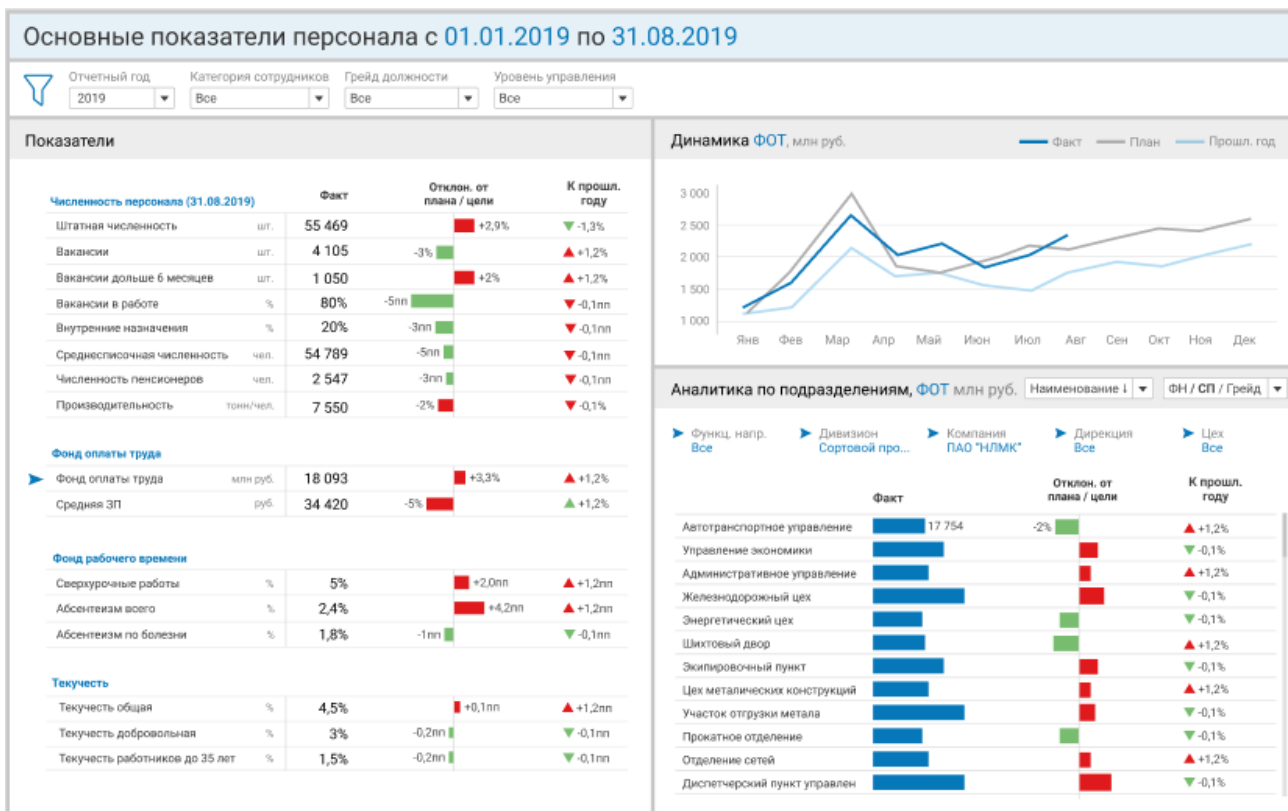 Основные показатели персонала с 01.01.2019 по 31.08.2019
Отчетный год Категория сотрудников Грейд должности Уровень управления
2019 Все Все Все
Показатели
Численность персонала (31.08.2019) Факт Отклон. от плана / цели К прошл. году
Штатная численность шт. 55 469 +2,9% -1,3%
Вакансии шт. 4 105 -3% +1,2%
Вакансии дольше 6 месяцев шт. 1 050 +2% +1,2%
Вакансии в работе % 80% -5пп -0,1пп
Внутренние назначения % 20% -3пп -0,1пп
Среднесписочная численность чел. 54 789 -5пп -0,1пп
Численность пенсионеров чел. 2 547 -3пп -0,1пп
Производительность тонн/чел. 7 550 -2% -0,1%
Фонд оплаты труда
Фонд оплаты труда млн руб. 18 093 +3,3% +1,2%
Средняя ЗП руб. 34 420 -5% +1,2%
Фонд рабочего времени
Сверхурочные работы % 5% +2,0пп +1,2пп
Абсентеизм всего % 2,4% +4,2пп +1,2пп
Абсентеизм по болезни % 1,8% -1пп -0,1пп
Текучесть
Текучесть общая % 4,5% +0,1пп +1,2пп
Текучесть добровольная % 3% -0,2пп -0,1пп
Текучесть работников до 35 лет % 1,5% -0,2пп -0,1пп
Динамика ФОТ, млн руб. Факт План Прошл. год
3 000
2 500
2 000
1 500
1 000
Янв Фев Мар Апр Май Июн Июл Авг Сен Окт Ноя Дек
Аналитика по подразделениям, ФОТ млн руб. Наименование ↓ ФН / СП / Грейд
Функц. напр. Дивизион Компания Дирекция Цех
Все Сортовой про... ПАО "НЛМК" Все Все
Факт Отклон. от плана / цели К прошл. году
Автотранспортное управление 17 754 -2% +1,2%
Управление экономики -0,1%
Административное управление +1,2%
Железнодорожный цех -0,1%
Энергетический цех -0,1%
Шихтовый двор +1,2%
Экипировочный пункт -0,1%
Цех металических конструкций +1,2%
Участок отгрузки метала -0,1%
Прокатное отделение -0,1%
Отделение сетей +1,2%
Диспетчерский пункт управлен -0,1%